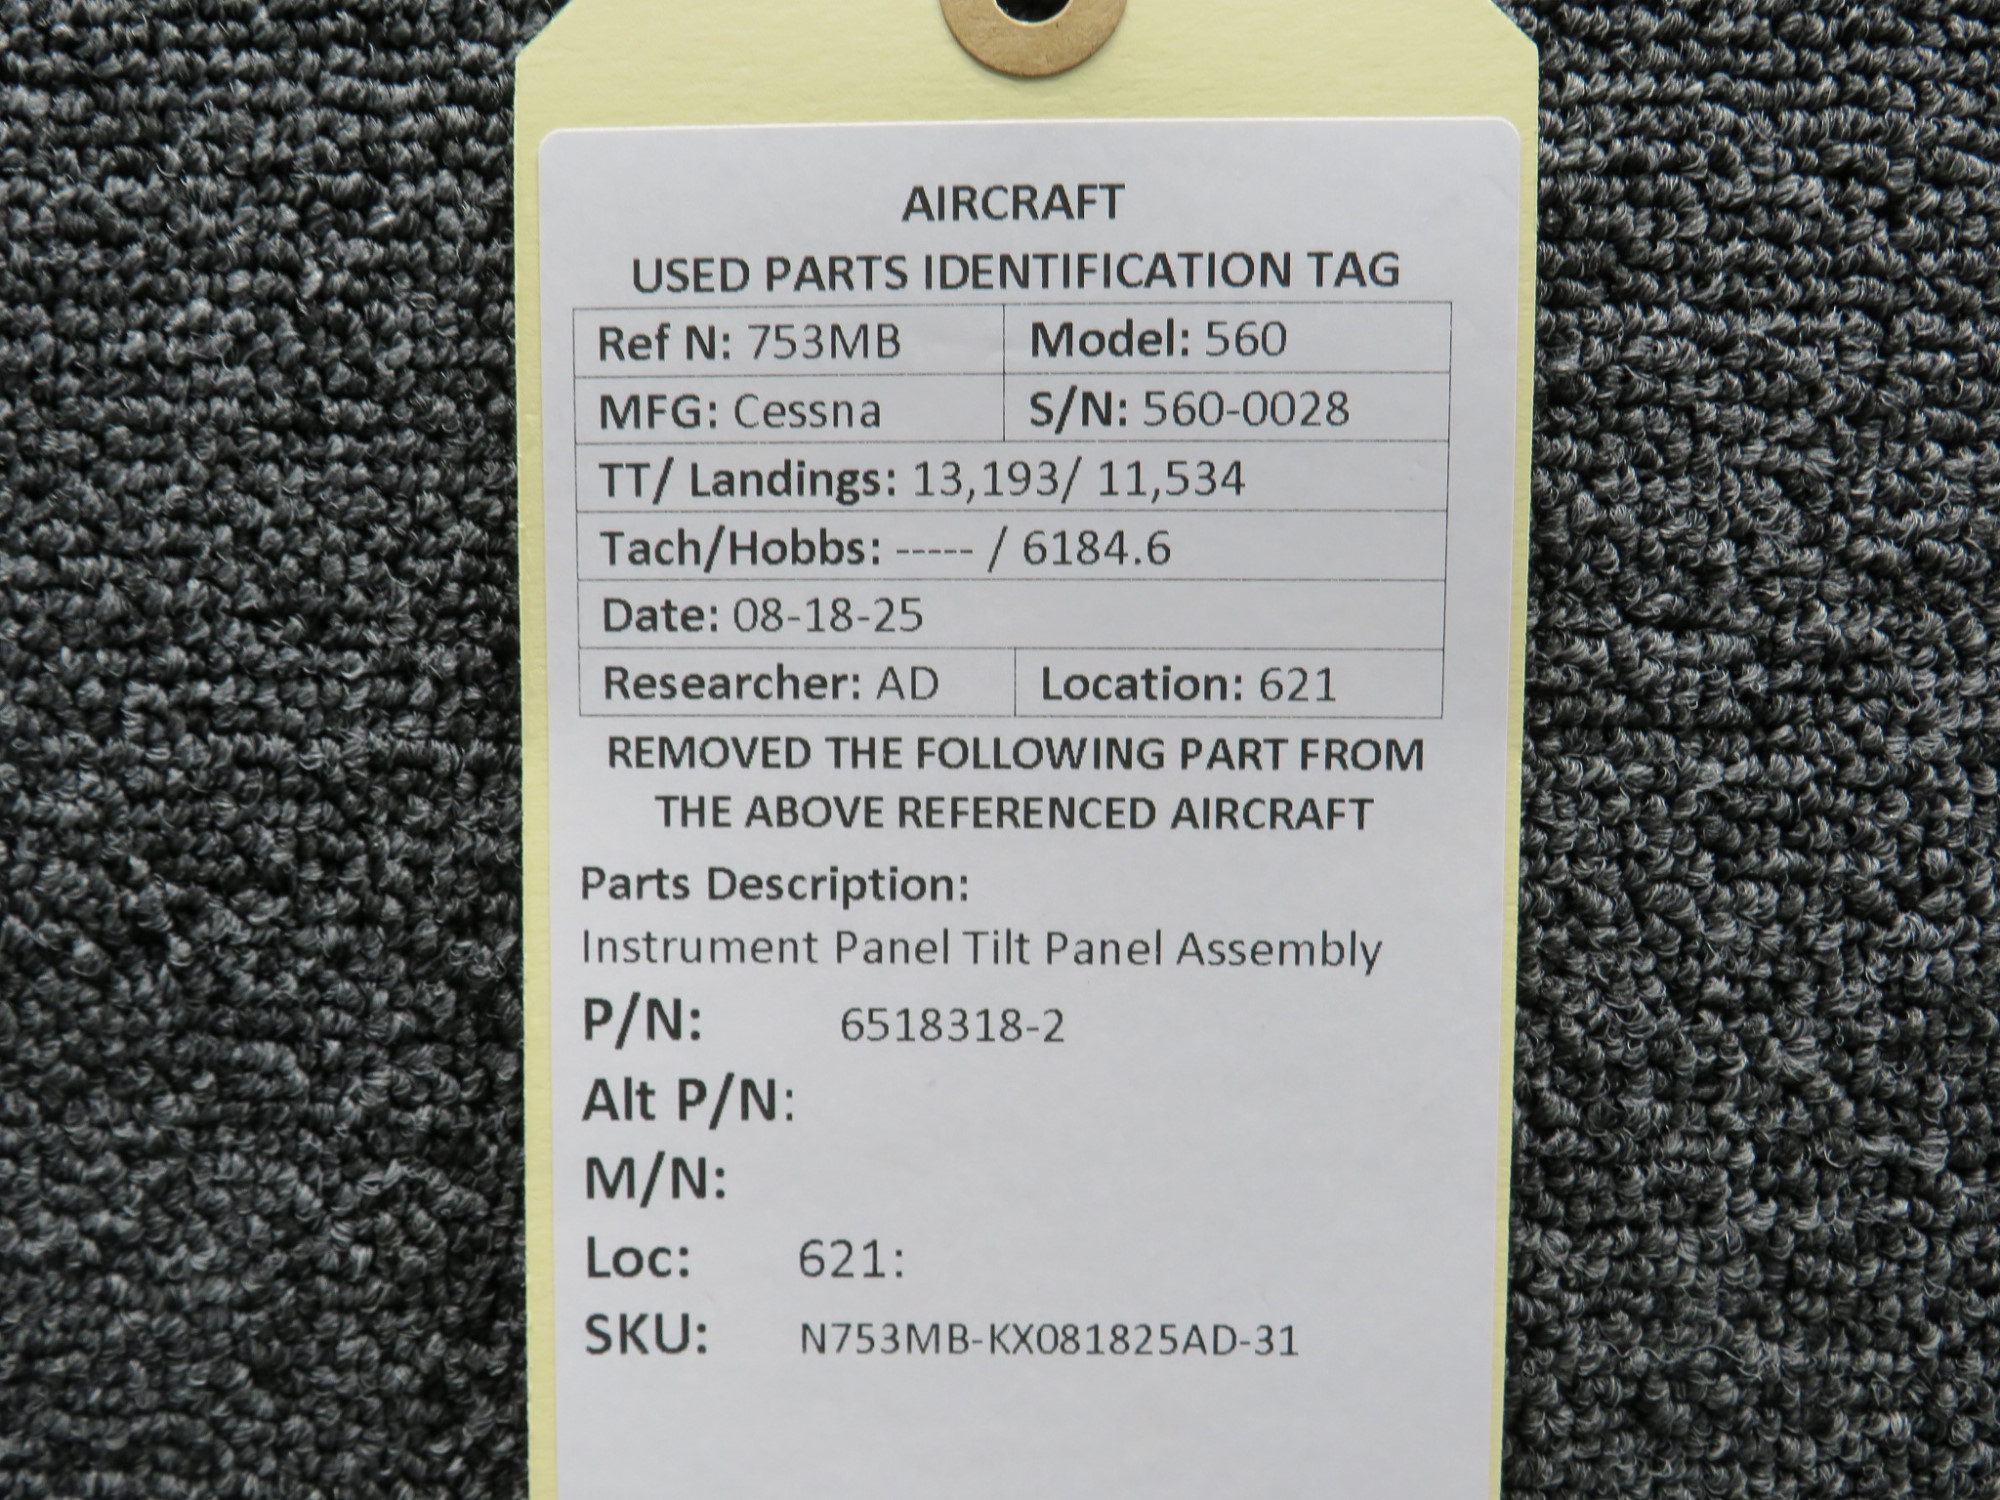 AIRCRAFT
USED PARTS IDENTIFICATION TAG
Ref N: 753MB Model: 560
MFG: Cessna S/N: 560-0028
TT/ Landings: 13,193/ 11,534
Tach/Hobbs: ----- / 6184.6
Date: 08-18-25
Researcher: AD Location: 621
REMOVED THE FOLLOWING PART FROM
THE ABOVE REFERENCED AIRCRAFT
Parts Description:
Instrument Panel Tilt Panel Assembly
P/N: 6518318-2
Alt P/N:
M/N:
Loc: 621:
SKU: N753MB-KX081825AD-31